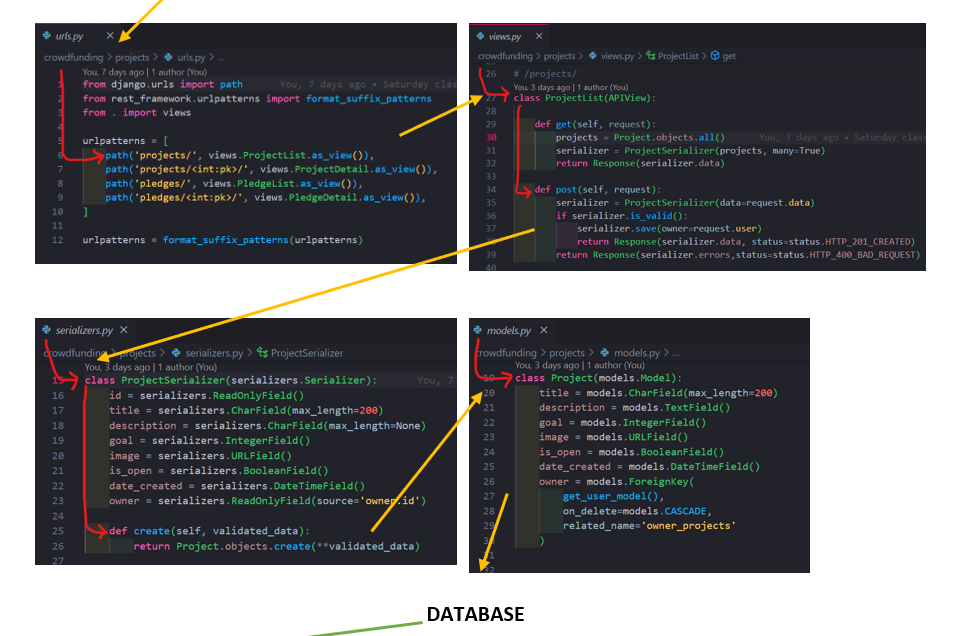 urls.py ×
crowdfunding > projects > urls.py > ...
You, 7 days ago | 1 author (You)
1 from django.urls import path You, 7 days ago • Saturday clas
2 from rest_framework.urlpatterns import format_suffix_patterns
3 from . import views
4
5 urlpatterns = [
6 path('projects/', views.ProjectList.as_view()),
7 path('projects/<int:pk>/', views.ProjectDetail.as_view()),
8 path('pledges/', views.PledgeList.as_view()),
9 path('pledges/<int:pk>/', views.PledgeDetail.as_view()),
10 ]
11
12 urlpatterns = format_suffix_patterns(urlpatterns)
views.py ×
crowdfunding > projects > views.py > ProjectList > get
26 # /projects/
You, 3 days ago | 1 author (You)
27 class ProjectList(APIView):
28
29 def get(self, request):
30 projects = Project.objects.all() You, 7 days ago • Saturday class
31 serializer = ProjectSerializer(projects, many=True)
32 return Response(serializer.data)
33
34 def post(self, request):
35 serializer = ProjectSerializer(data=request.data)
36 if serializer.is_valid():
37 serializer.save(owner=request.user)
38 return Response(serializer.data, status=status.HTTP_201_CREATED)
39 return Response(serializer.errors,status=status.HTTP_400_BAD_REQUEST)
40
serializers.py ×
crowdfunding > projects > serializers.py > ProjectSerializer
You, 3 days ago | 1 author (You)
15 class ProjectSerializer(serializers.Serializer): You, 7
16 id = serializers.ReadOnlyField()
17 title = serializers.CharField(max_length=200)
18 description = serializers.CharField(max_length=None)
19 goal = serializers.IntegerField()
20 image = serializers.URLField()
21 is_open = serializers.BooleanField()
22 date_created = serializers.DateTimeField()
23 owner = serializers.ReadOnlyField(source='owner.id')
24
25 def create(self, validated_data):
26 return Project.objects.create(**validated_data)
27
models.py ×
crowdfunding > projects > models.py > ...
You, 3 days ago | 1 author (You)
19 class Project(models.Model):
20 title = models.CharField(max_length=200)
21 description = models.TextField()
22 goal = models.IntegerField()
23 image = models.URLField()
24 is_open = models.BooleanField()
25 date_created = models.DateTimeField()
26 owner = models.ForeignKey(
27 get_user_model(),
28 on_delete=models.CASCADE,
29 related_name='owner_projects'
30 )
31
32
DATABASE